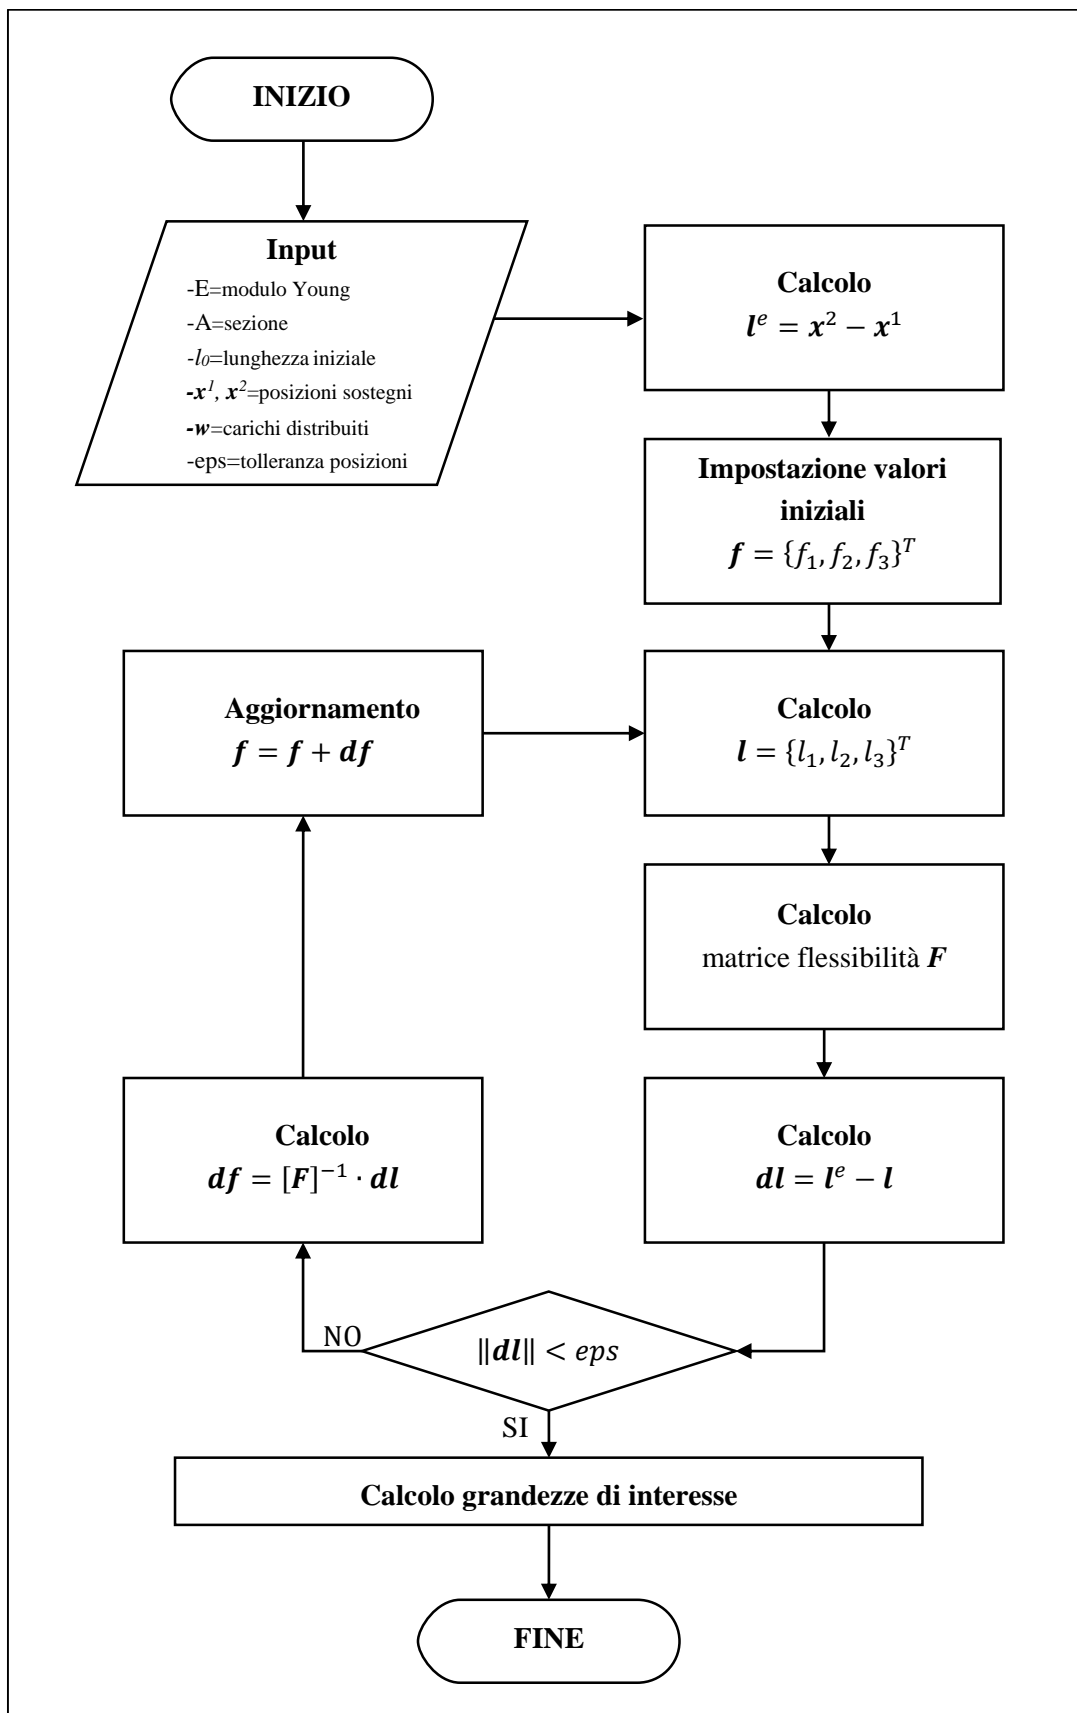 INIZIO
Input
-E=modulo Young
-A=sezione
-l₀=lunghezza iniziale
-x¹, x²=posizioni sostegni
-w=carichi distribuiti
-eps=tolleranza posizioni
Calcolo
lᵉ = x² − x¹
Impostazione valori
iniziali
f = {f₁, f₂, f₃}ᵀ
Aggiornamento
f = f + df
Calcolo
l = {l₁, l₂, l₃}ᵀ
Calcolo
matrice flessibilità F
Calcolo
df = [F]⁻¹ · dl
Calcolo
dl = lᵉ − l
NO
‖dl‖ < eps
SI
Calcolo grandezze di interesse
FINE